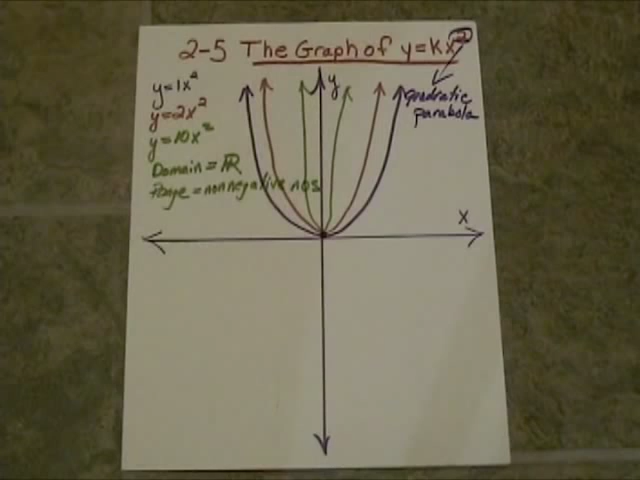 2-5 The Graph of y=kx²
y=1x²
y=2x²
y=10x²
Domain = ℝ
Range = nonnegative nos.
y
quadratic
parabola
x